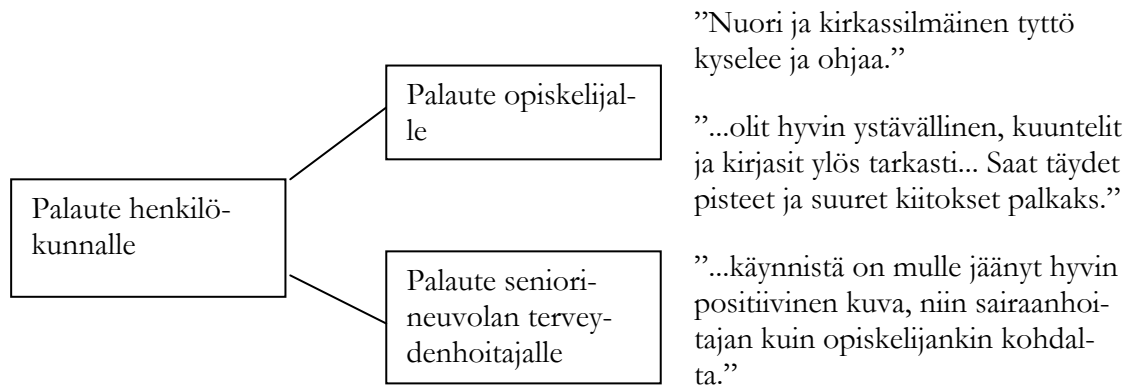 Palaute henkilö-
kunnalle
Palaute opiskelijal-
le
Palaute seniori-
neuvolan tervey-
denhoitajalle
”Nuori ja kirkassilmäinen tyttö
kyselee ja ohjaa.”
”...olit hyvin ystävällinen, kuuntelit
ja kirjasit ylös tarkasti... Saat täydet
pisteet ja suuret kiitokset palkaks.”
”...käynnistä on mulle jäänyt hyvin
positiivinen kuva, niin sairaanhoi-
tajan kuin opiskelijankin kohdal-
ta.”